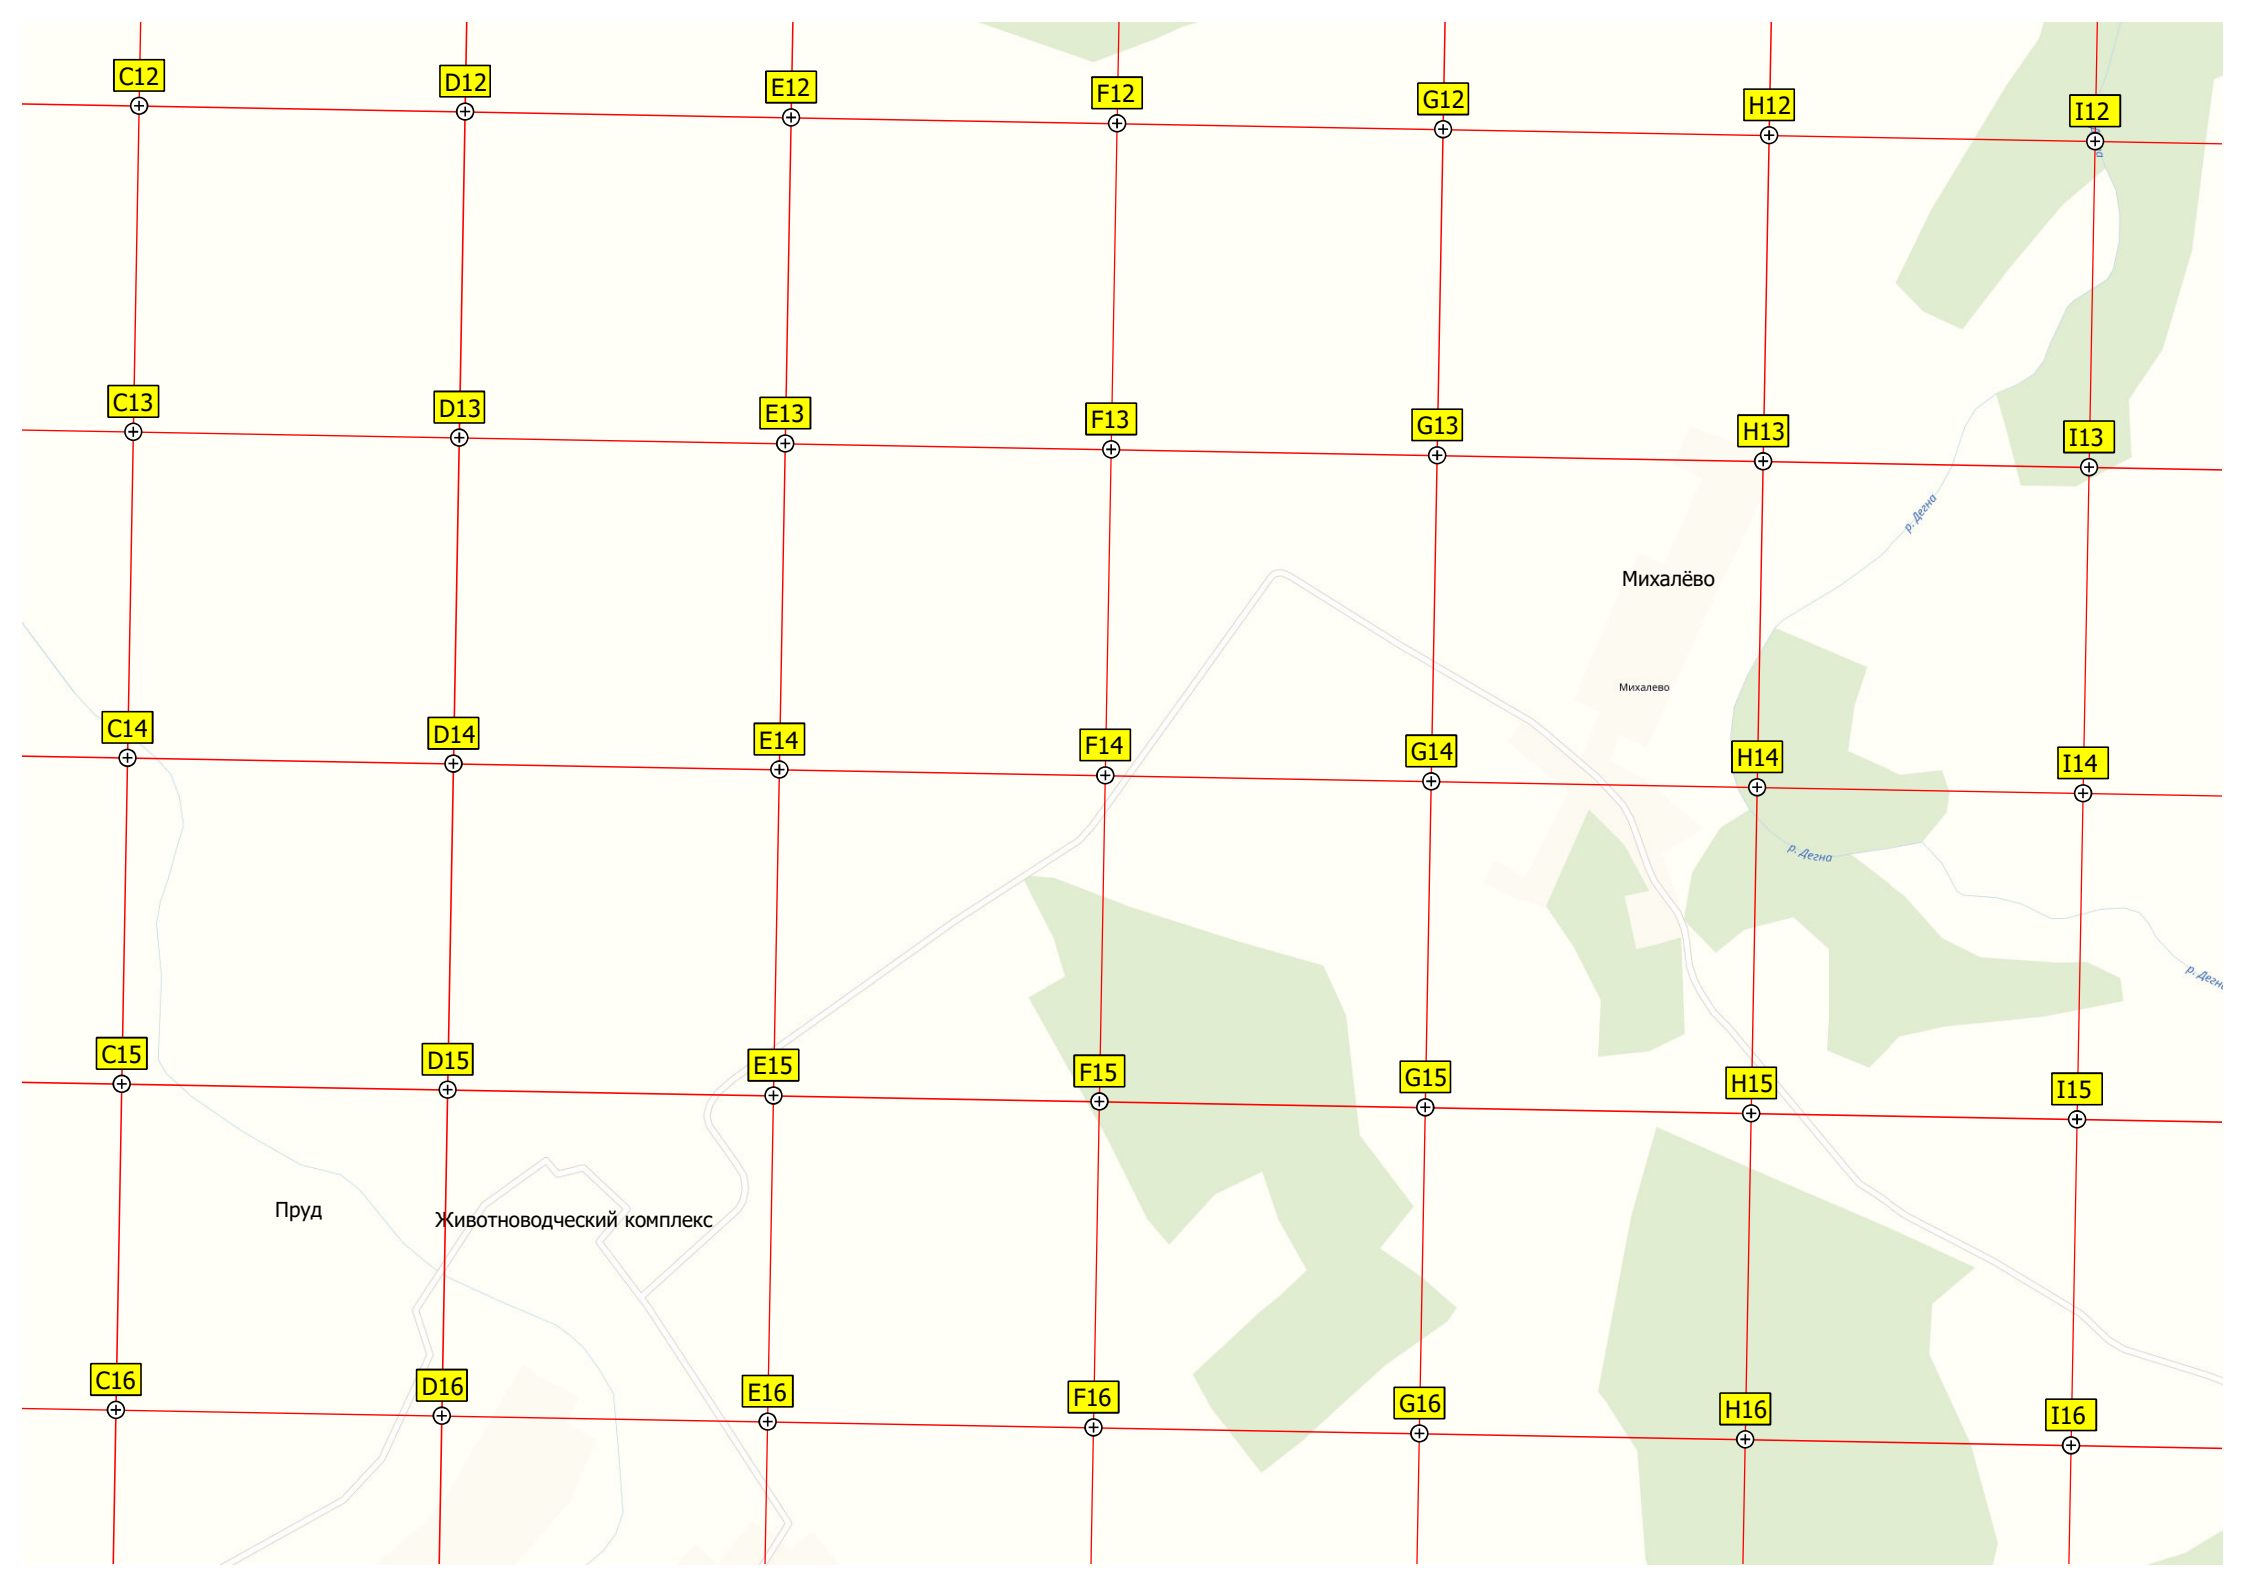 C12
D12
E12
F12
G12
H12
I12
C13
D13
E13
F13
G13
H13
I13
р. Дегна
Михалёво
Михалево
C14
D14
E14
F14
G14
H14
I14
р. Дегна
р. Дегна
C15
D15
E15
F15
G15
H15
I15
Пруд
Животноводческий комплекс
C16
D16
E16
F16
G16
H16
I16